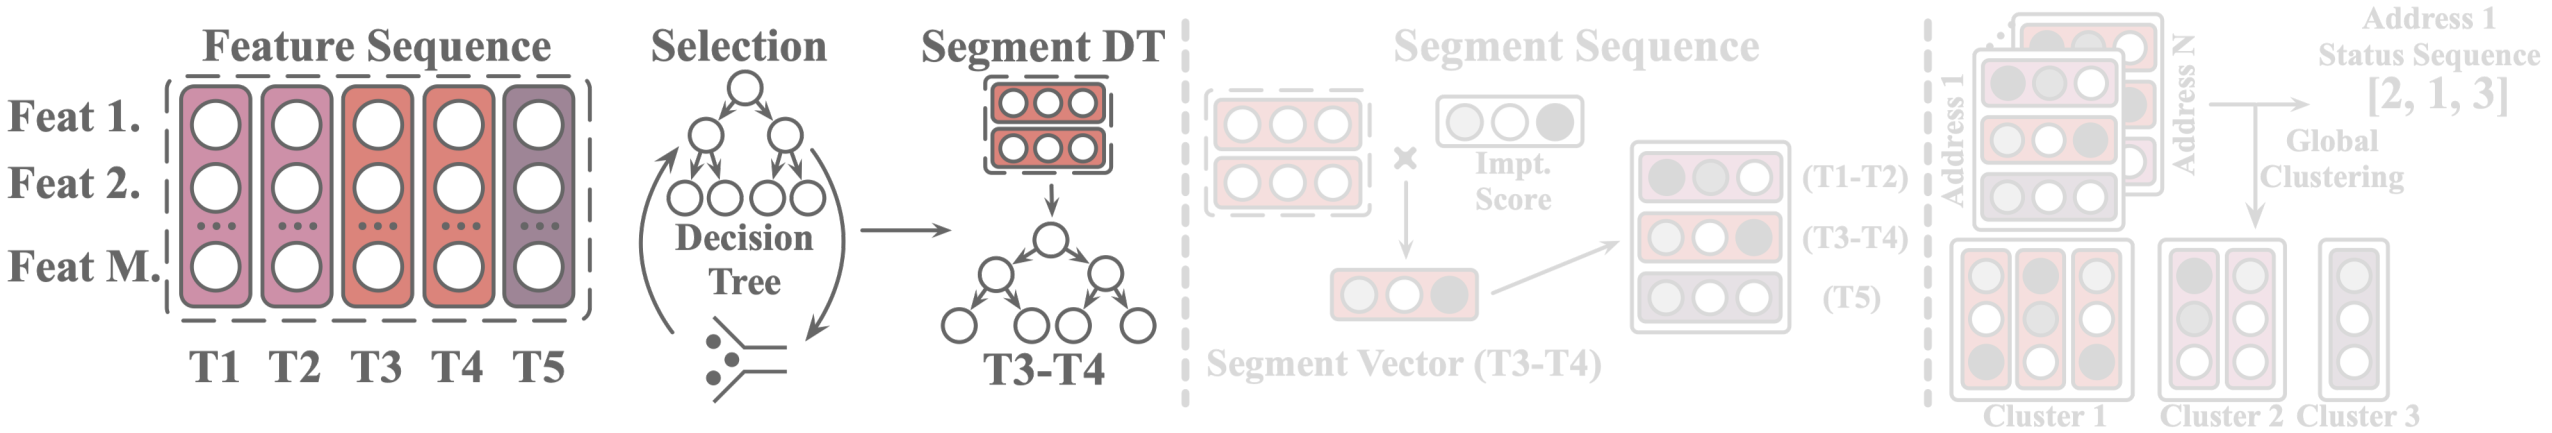 Feature Sequence
Feat 1.
Feat 2.
Feat M.
T1 T2 T3 T4 T5
Selection
Decision
Tree
Segment DT
T3-T4
Segment Sequence
Impt.
Score
Segment Vector (T3-T4)
(T1-T2)
(T3-T4)
(T5)
Address 1
Address N
Address 1
Status Sequence
[2, 1, 3]
Global
Clustering
Cluster 1
Cluster 2
Cluster 3